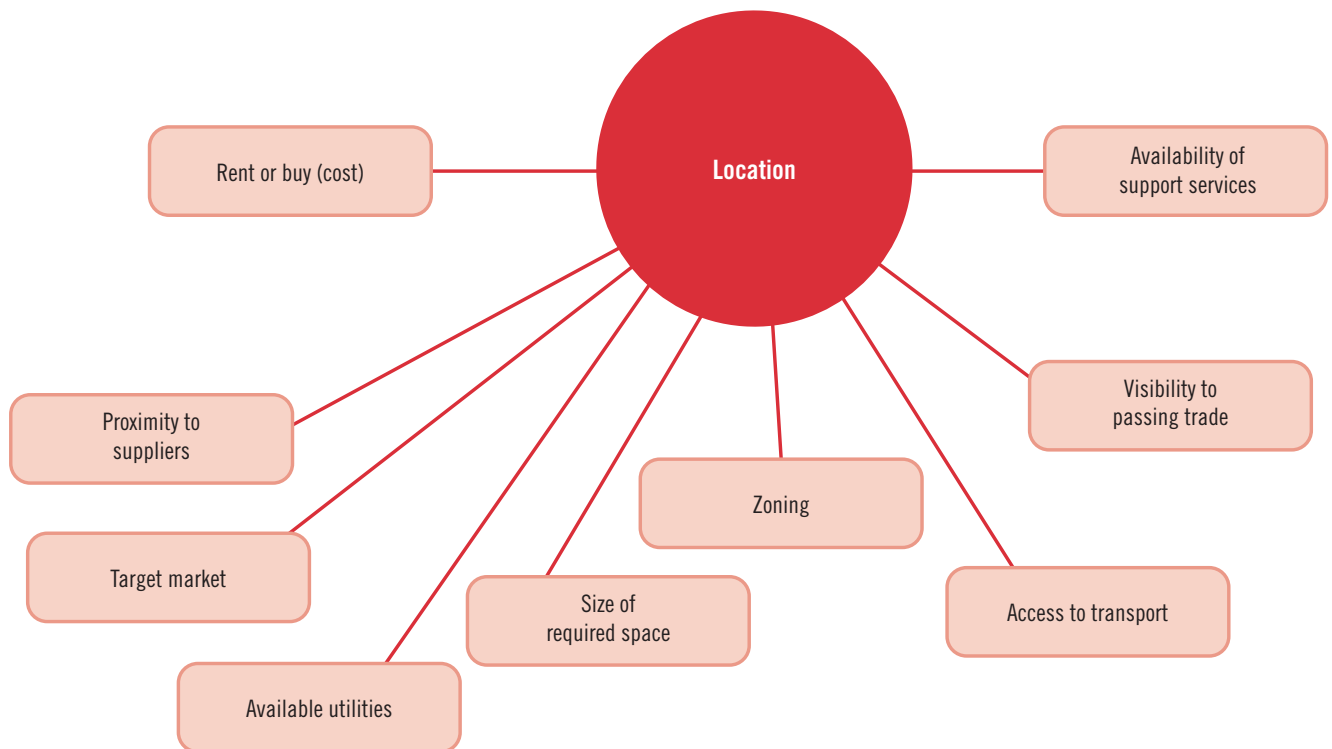 Location
Rent or buy (cost)
Availability of
support services
Proximity to
suppliers
Visibility to
passing trade
Zoning
Target market
Size of
required space
Access to transport
Available utilities